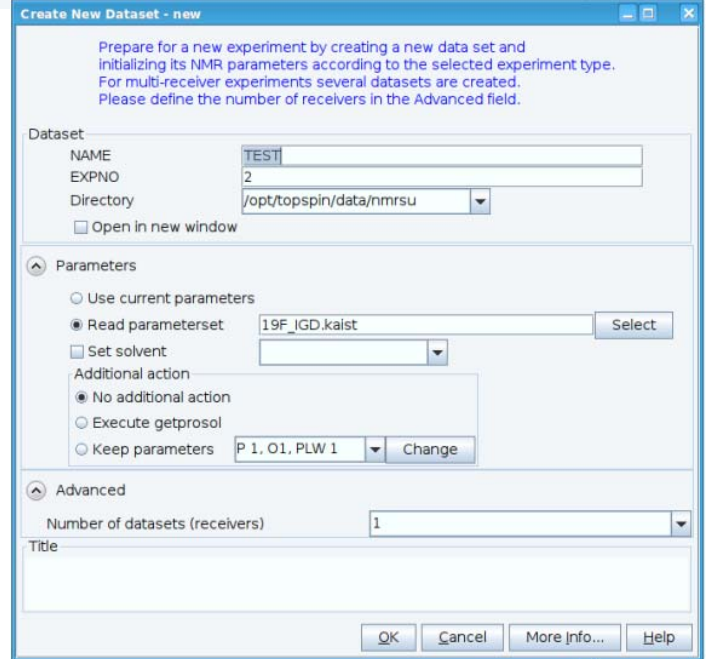 Create New Dataset - new
Prepare for a new experiment by creating a new data set and
initializing its NMR parameters according to the selected experiment type.
For multi-receiver experiments several datasets are created.
Please define the number of receivers in the Advanced field.
Dataset
NAME TEST
EXPNO 2
Directory /opt/topspin/data/nmrsu
Open in new window
Parameters
Use current parameters
Read parameterset 19F_IGD.kaist Select
Set solvent
Additional action
No additional action
Execute getprosol
Keep parameters P 1, O1, PLW 1 Change
Advanced
Number of datasets (receivers) 1
Title
OK Cancel More Info... Help